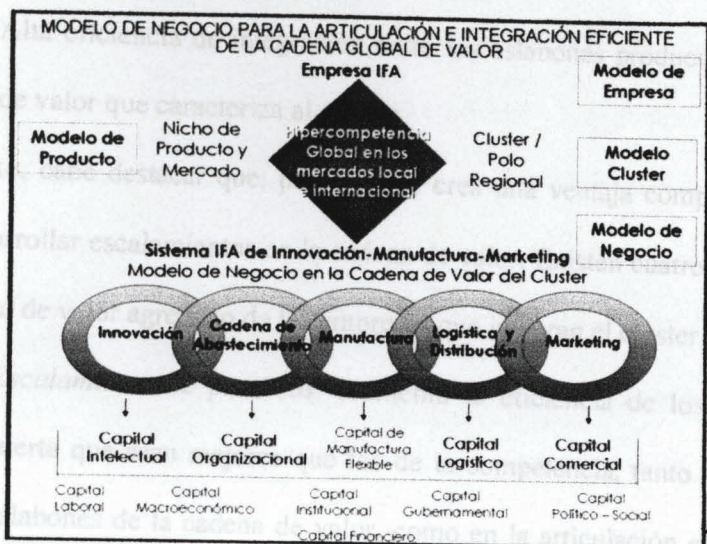 MODELO DE NEGOCIO PARA LA ARTICULACIÓN E INTEGRACIÓN EFICIENTE
DE LA CADENA GLOBAL DE VALOR
Empresa IFA
Modelo de
Empresa
Modelo de
Producto
Nicho de
Producto y
Mercado
Hipercompetencia
Global en los
mercados local
e internacional
Cluster /
Polo
Regional
Modelo
Cluster
Modelo de
Negocio
Sistema IFA de Innovación-Manufactura-Marketing
Modelo de Negocio en la Cadena de Valor del Cluster
Innovación
Cadena de
Abastecimiento
Manufactura
Logística y
Distribución
Marketing
Capital
Intelectual
Capital
Organizacional
Capital de
Manufactura
Flexible
Capital
Logístico
Capital
Comercial
Capital
Laboral
Capital
Macroeconómico
Capital
Institucional
Capital
Gubernamental
Capital
Político – Social
Capital Financiero